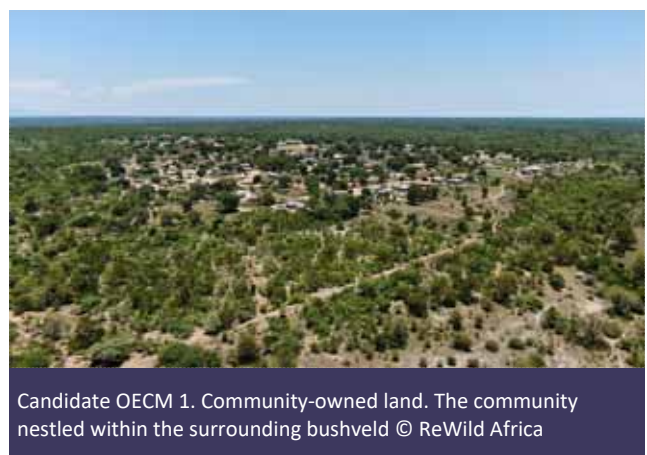 Candidate OECM 1. Community-owned land. The community
nestled within the surrounding bushveld © ReWild Africa